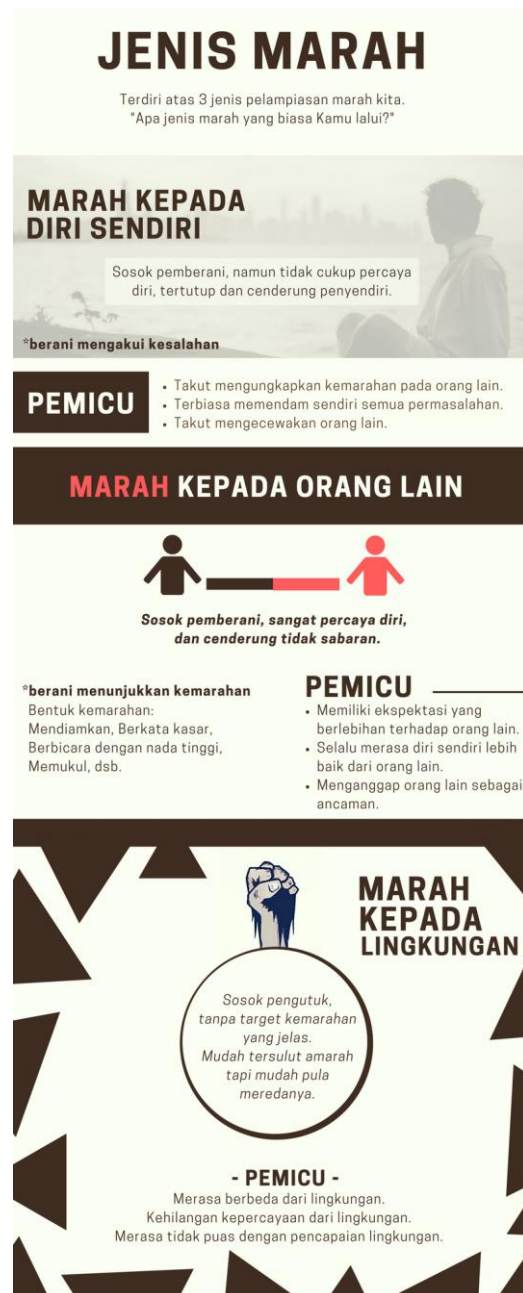 JENIS MARAH
Terdiri atas 3 jenis pelampiasan marah kita.
"Apa jenis marah yang biasa Kamu lalui?"
MARAH KEPADA
DIRI SENDIRI
Sosok pemberani, namun tidak cukup percaya
diri, tertutup dan cenderung penyendiri.
*berani mengakui kesalahan
PEMICU
• Takut mengungkapkan kemarahan pada orang lain.
• Terbiasa memendam sendiri semua permasalahan.
• Takut mengecewakan orang lain.
MARAH KEPADA ORANG LAIN
Sosok pemberani, sangat percaya diri,
dan cenderung tidak sabaran.
*berani menunjukkan kemarahan
Bentuk kemarahan:
Mendiamkan, Berkata kasar,
Berbicara dengan nada tinggi,
Memukul, dsb.
PEMICU
• Memiliki ekspektasi yang
berlebihan terhadap orang lain.
• Selalu merasa diri sendiri lebih
baik dari orang lain.
• Menganggap orang lain sebagai
ancaman.
MARAH
KEPADA
LINGKUNGAN
Sosok pengutuk,
tanpa target kemarahan
yang jelas.
Mudah tersulut amarah
tapi mudah pula
meredanya.
- PEMICU -
Merasa berbeda dari lingkungan.
Kehilangan kepercayaan dari lingkungan.
Merasa tidak puas dengan pencapaian lingkungan.